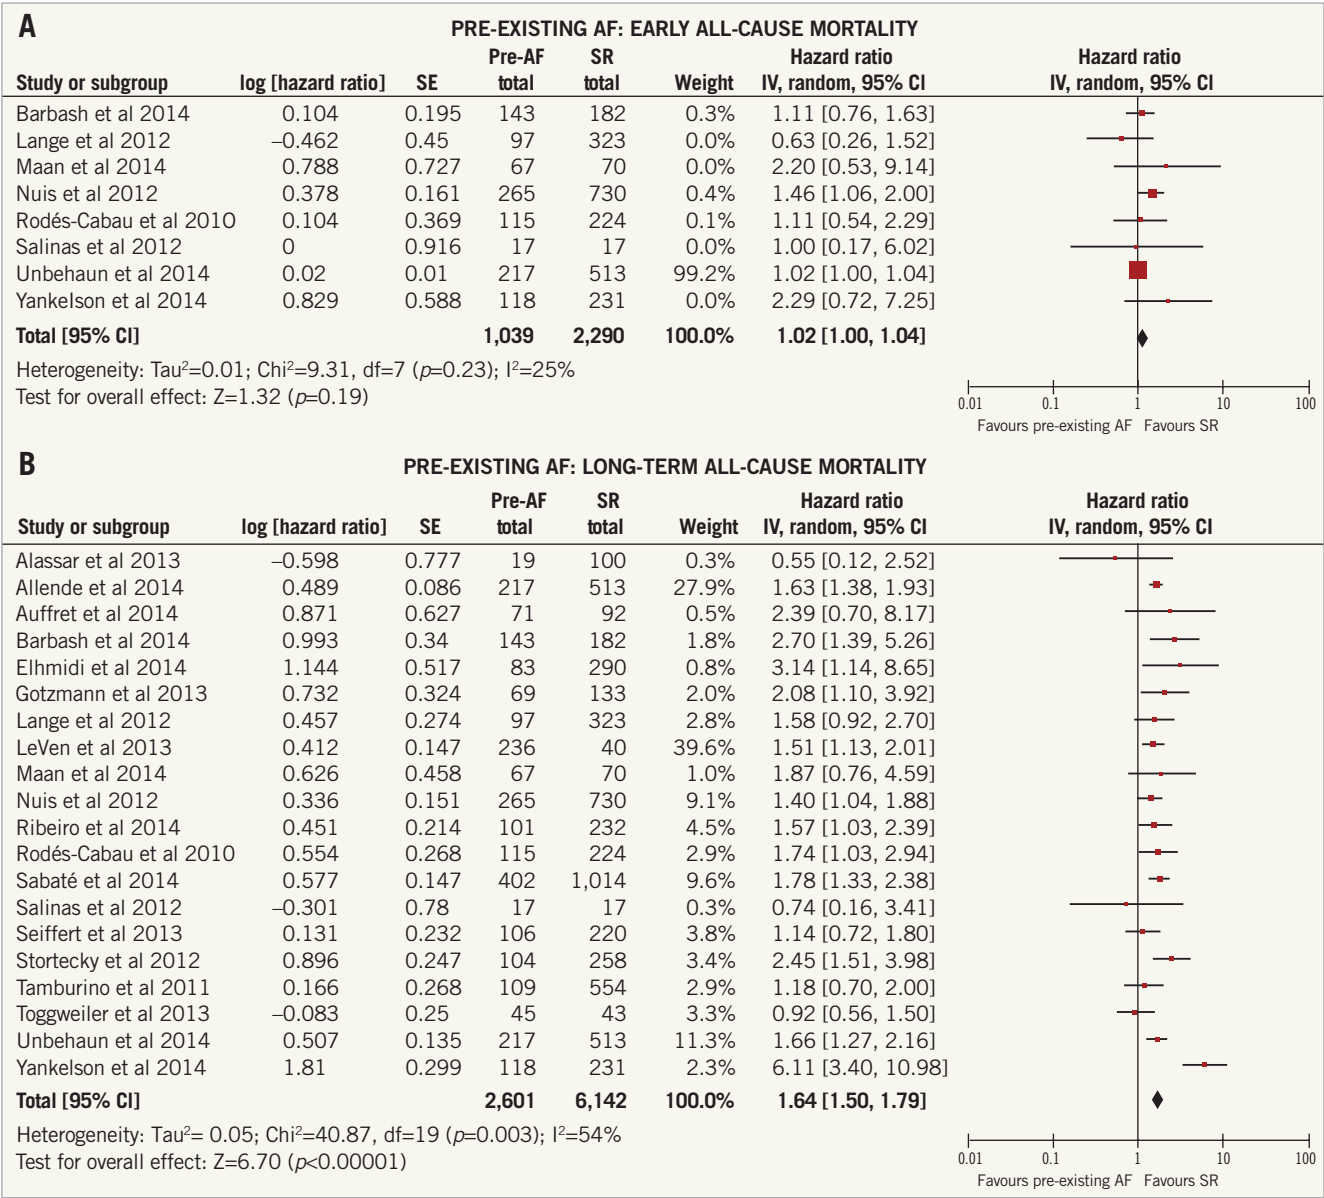 A
PRE-EXISTING AF: EARLY ALL-CAUSE MORTALITY
Pre-AF SR Hazard ratio Hazard ratio
Study or subgroup log [hazard ratio] SE total total Weight IV, random, 95% CI IV, random, 95% CI
Barbash et al 2014 0.104 0.195 143 182 0.3% 1.11 [0.76, 1.63]
Lange et al 2012 –0.462 0.45 97 323 0.0% 0.63 [0.26, 1.52]
Maan et al 2014 0.788 0.727 67 70 0.0% 2.20 [0.53, 9.14]
Nuis et al 2012 0.378 0.161 265 730 0.4% 1.46 [1.06, 2.00]
Rodés-Cabau et al 2010 0.104 0.369 115 224 0.1% 1.11 [0.54, 2.29]
Salinas et al 2012 0 0.916 17 17 0.0% 1.00 [0.17, 6.02]
Unbehaun et al 2014 0.02 0.01 217 513 99.2% 1.02 [1.00, 1.04]
Yankelson et al 2014 0.829 0.588 118 231 0.0% 2.29 [0.72, 7.25]
Total [95% CI] 1,039 2,290 100.0% 1.02 [1.00, 1.04]
Heterogeneity: Tau²=0.01; Chi²=9.31, df=7 (p=0.23); I²=25%
Test for overall effect: Z=1.32 (p=0.19)
0.01 0.1 1 10 100
Favours pre-existing AF Favours SR
B
PRE-EXISTING AF: LONG-TERM ALL-CAUSE MORTALITY
Pre-AF SR Hazard ratio Hazard ratio
Study or subgroup log [hazard ratio] SE total total Weight IV, random, 95% CI IV, random, 95% CI
Alassar et al 2013 –0.598 0.777 19 100 0.3% 0.55 [0.12, 2.52]
Allende et al 2014 0.489 0.086 217 513 27.9% 1.63 [1.38, 1.93]
Auffret et al 2014 0.871 0.627 71 92 0.5% 2.39 [0.70, 8.17]
Barbash et al 2014 0.993 0.34 143 182 1.8% 2.70 [1.39, 5.26]
Elhmidi et al 2014 1.144 0.517 83 290 0.8% 3.14 [1.14, 8.65]
Gotzmann et al 2013 0.732 0.324 69 133 2.0% 2.08 [1.10, 3.92]
Lange et al 2012 0.457 0.274 97 323 2.8% 1.58 [0.92, 2.70]
LeVen et al 2013 0.412 0.147 236 40 39.6% 1.51 [1.13, 2.01]
Maan et al 2014 0.626 0.458 67 70 1.0% 1.87 [0.76, 4.59]
Nuis et al 2012 0.336 0.151 265 730 9.1% 1.40 [1.04, 1.88]
Ribeiro et al 2014 0.451 0.214 101 232 4.5% 1.57 [1.03, 2.39]
Rodés-Cabau et al 2010 0.554 0.268 115 224 2.9% 1.74 [1.03, 2.94]
Sabaté et al 2014 0.577 0.147 402 1,014 9.6% 1.78 [1.33, 2.38]
Salinas et al 2012 –0.301 0.78 17 17 0.3% 0.74 [0.16, 3.41]
Seiffert et al 2013 0.131 0.232 106 220 3.8% 1.14 [0.72, 1.80]
Stortecky et al 2012 0.896 0.247 104 258 3.4% 2.45 [1.51, 3.98]
Tamburino et al 2011 0.166 0.268 109 554 2.9% 1.18 [0.70, 2.00]
Toggweiler et al 2013 –0.083 0.25 45 43 3.3% 0.92 [0.56, 1.50]
Unbehaun et al 2014 0.507 0.135 217 513 11.3% 1.66 [1.27, 2.16]
Yankelson et al 2014 1.81 0.299 118 231 2.3% 6.11 [3.40, 10.98]
Total [95% CI] 2,601 6,142 100.0% 1.64 [1.50, 1.79]
Heterogeneity: Tau²= 0.05; Chi²=40.87, df=19 (p=0.003); I²=54%
Test for overall effect: Z=6.70 (p<0.00001)
0.01 0.1 1 10 100
Favours pre-existing AF Favours SR